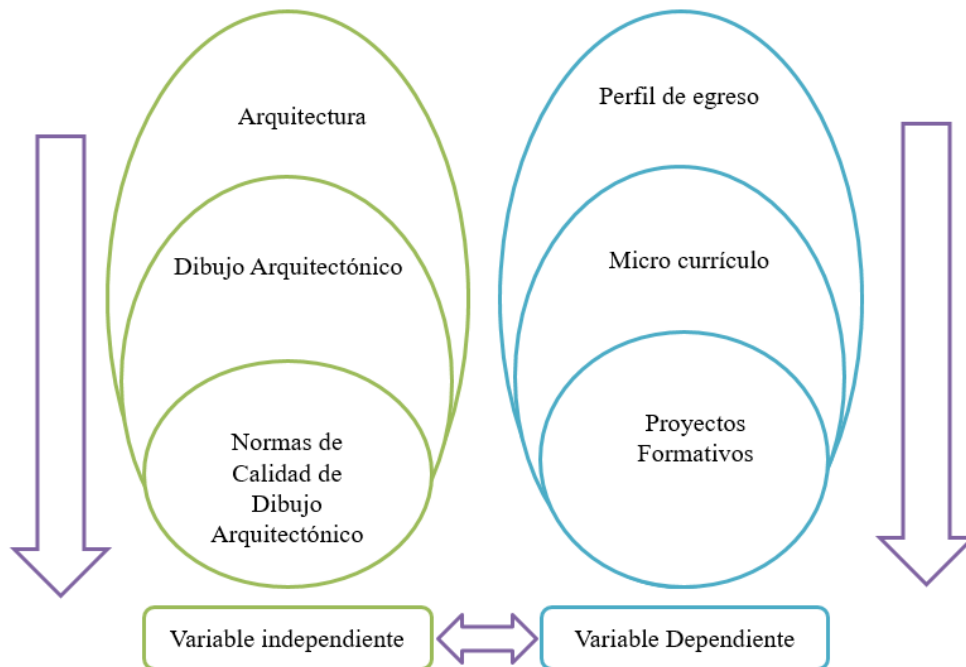 Arquitectura
Dibujo Arquitectónico
Normas de
Calidad de
Dibujo
Arquitectónico
Variable independiente
Perfil de egreso
Micro currículo
Proyectos
Formativos
Variable Dependiente